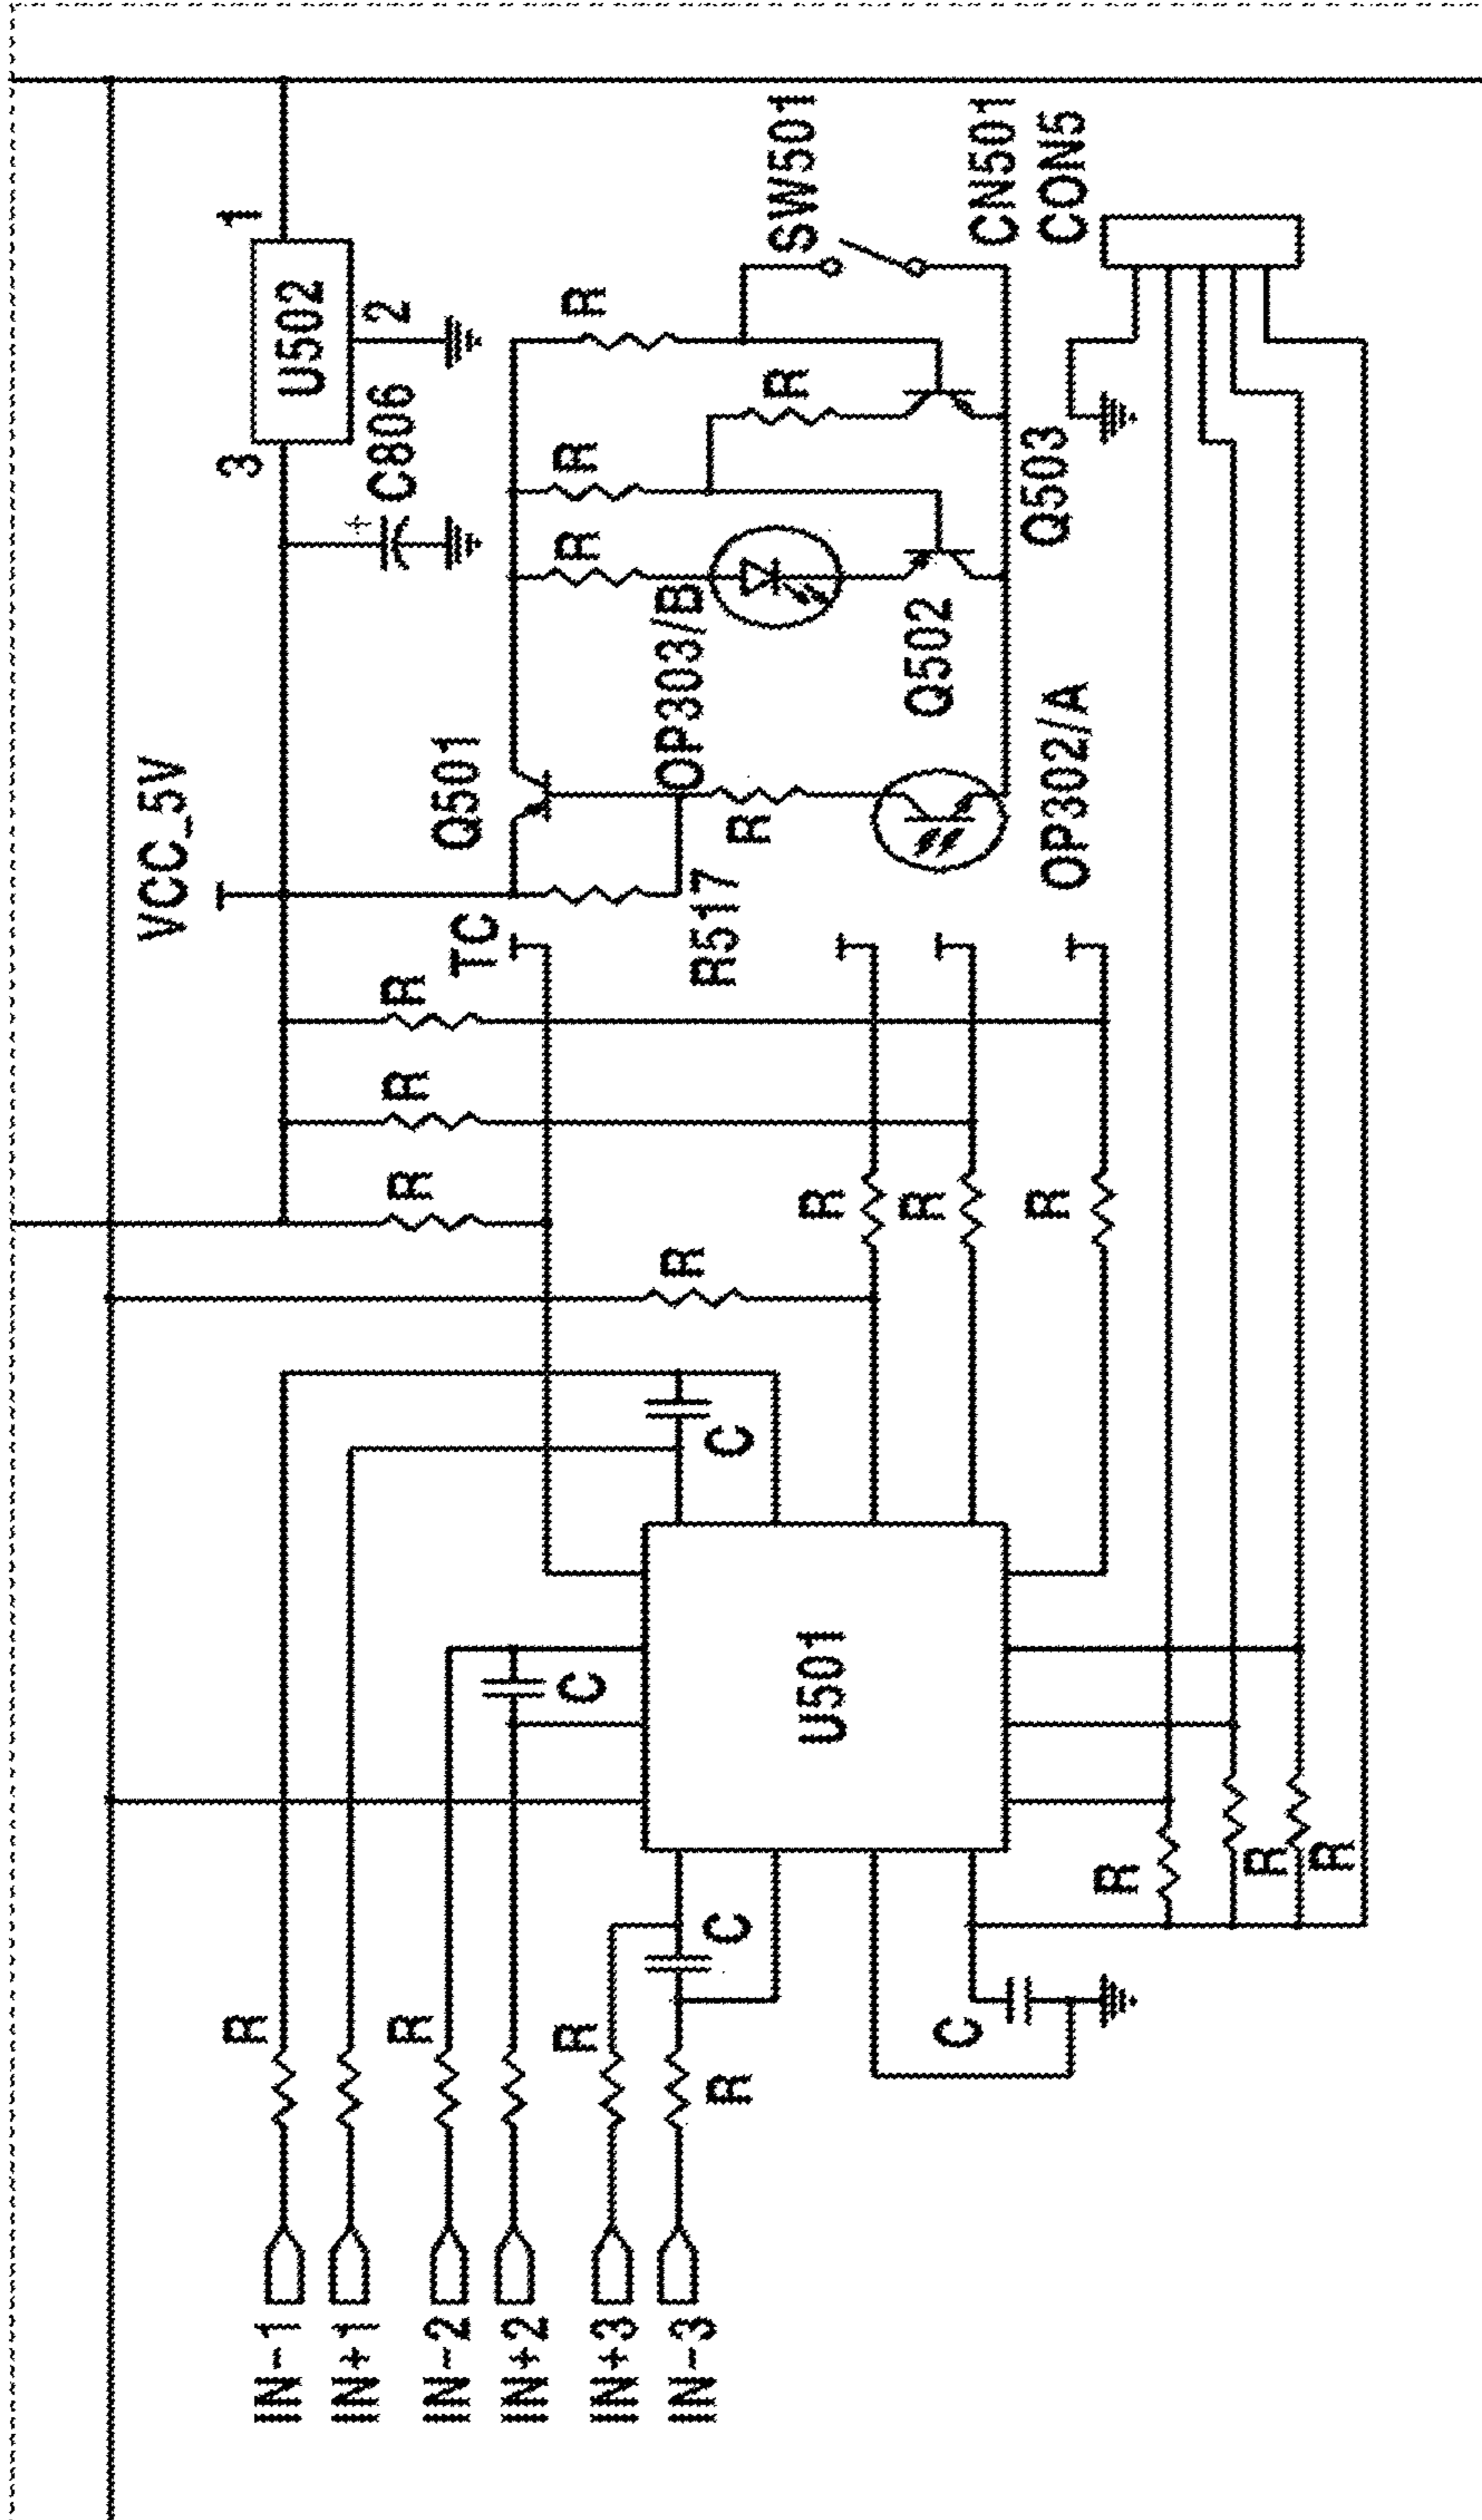 IN-1
IN+1
IN-2
IN+2
IN+3
IN-3
R
R
R
R
C
C
C
C
U501
R
R
R
R
R
R
R
R
R
R
TC
VCC_5V
R517
Q501
R
OP302/A
OP303/B
Q502
R
R
R
R
Q503
3
U502
1
2
C806
+
SW501
CN501
CON5